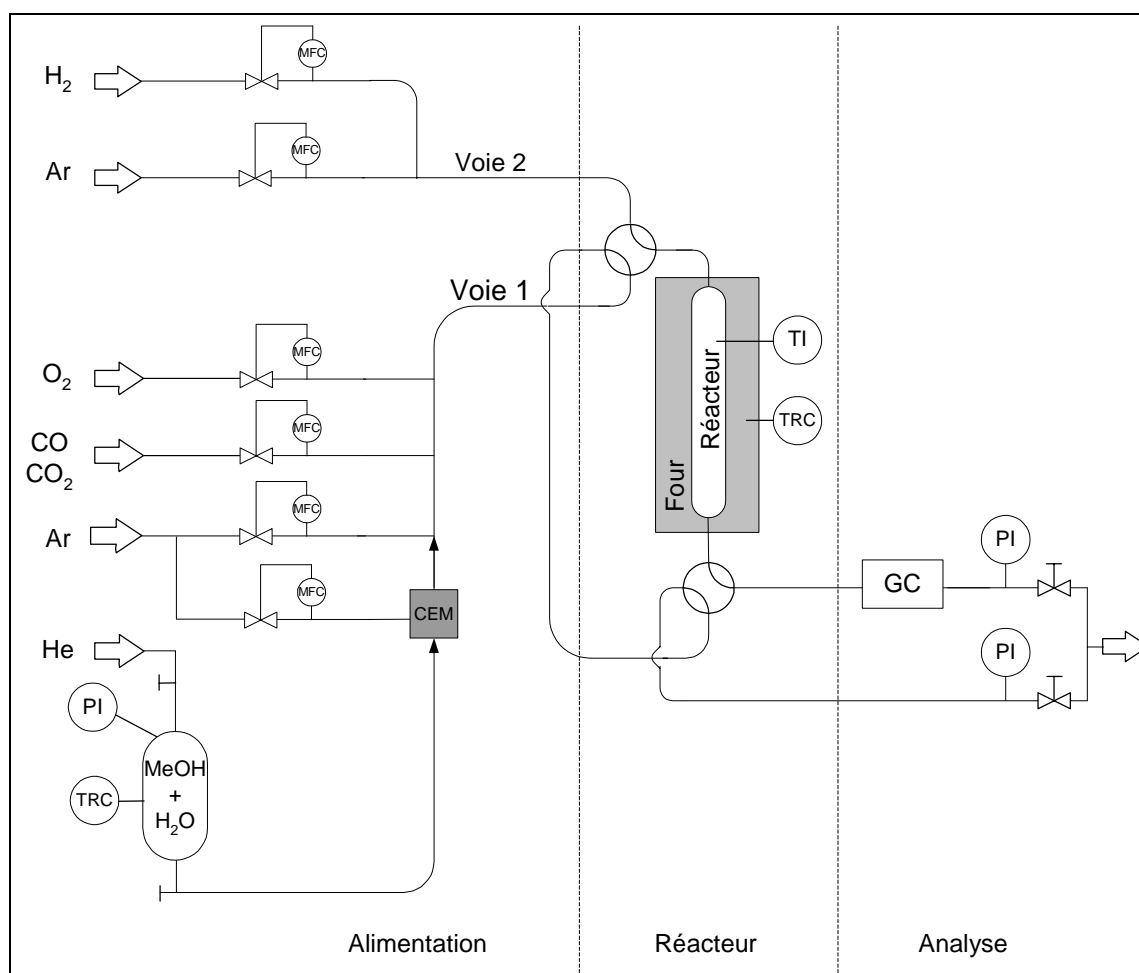 H2
MFC
Ar
MFC
Voie 2
Voie 1
O2
MFC
CO
CO2
MFC
Ar
MFC
MFC
CEM
He
PI
TRC
MeOH
+
H2O
Réacteur
Four
TI
TRC
GC
PI
PI
Alimentation
Réacteur
Analyse